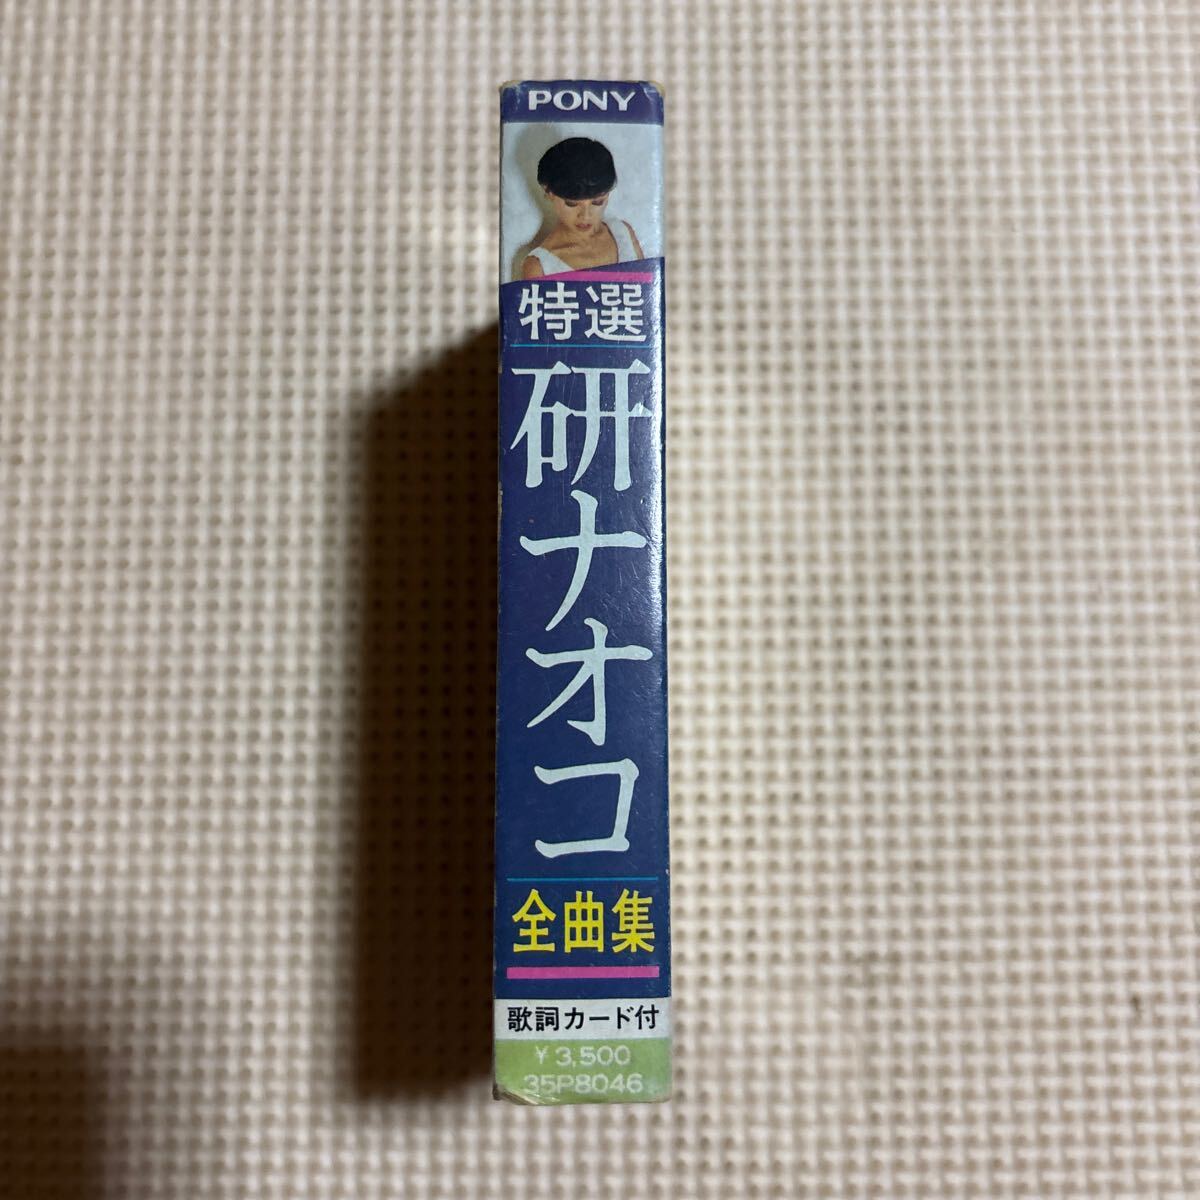 PONY
特選
研ナオコ
全曲集
歌詞カード付
¥3,500
35P8046